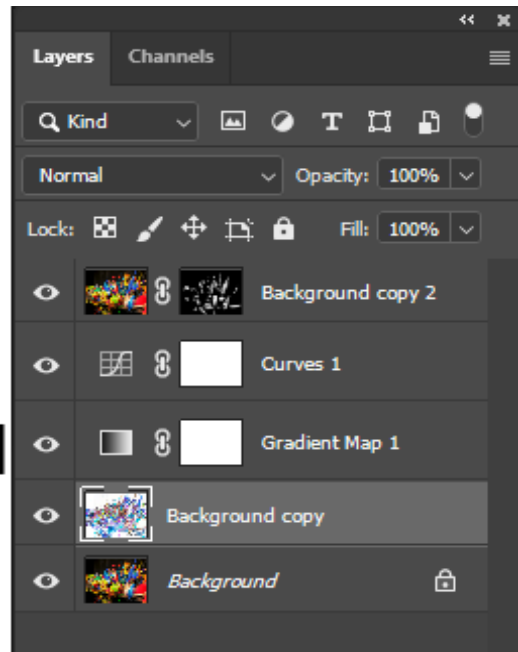 Layers Channels
Kind
Normal Opacity: 100%
Lock: Fill: 100%
Background copy 2
Curves 1
Gradient Map 1
Background copy
Background